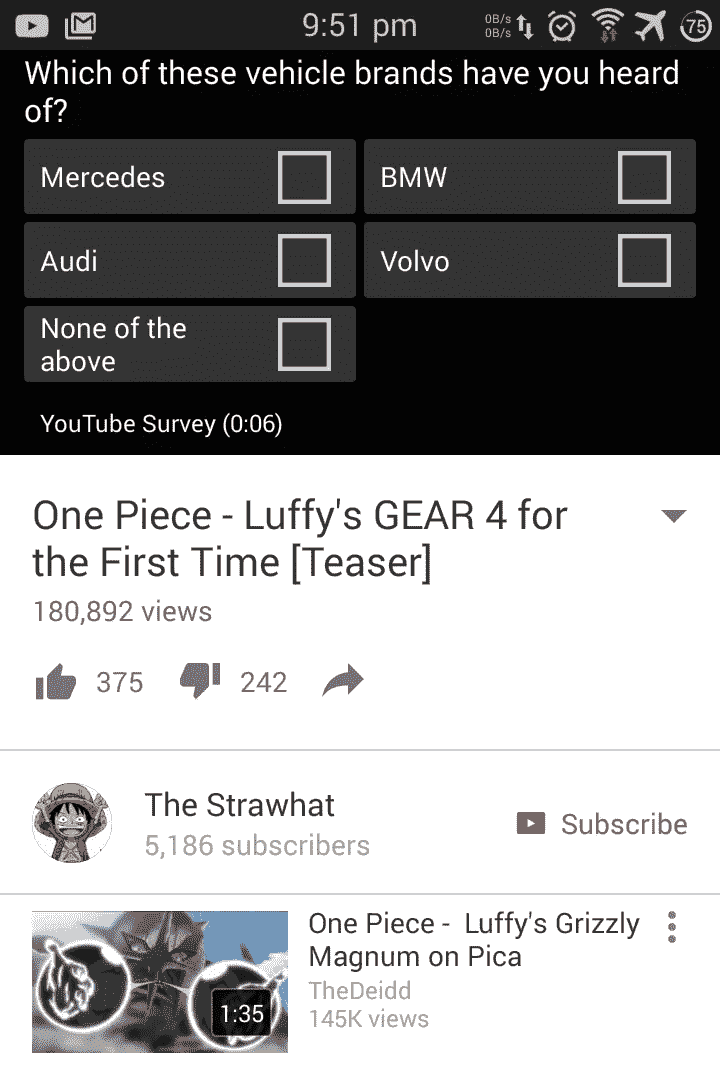 9:51 pm
0B/s
0B/s
75
Which of these vehicle brands have you heard
of?
Mercedes
BMW
Audi
Volvo
None of the
above
YouTube Survey (0:06)
One Piece - Luffy's GEAR 4 for
the First Time [Teaser]
180,892 views
375
242
The Strawhat
5,186 subscribers
Subscribe
One Piece -  Luffy's Grizzly
Magnum on Pica
TheDeidd
145K views
1:35